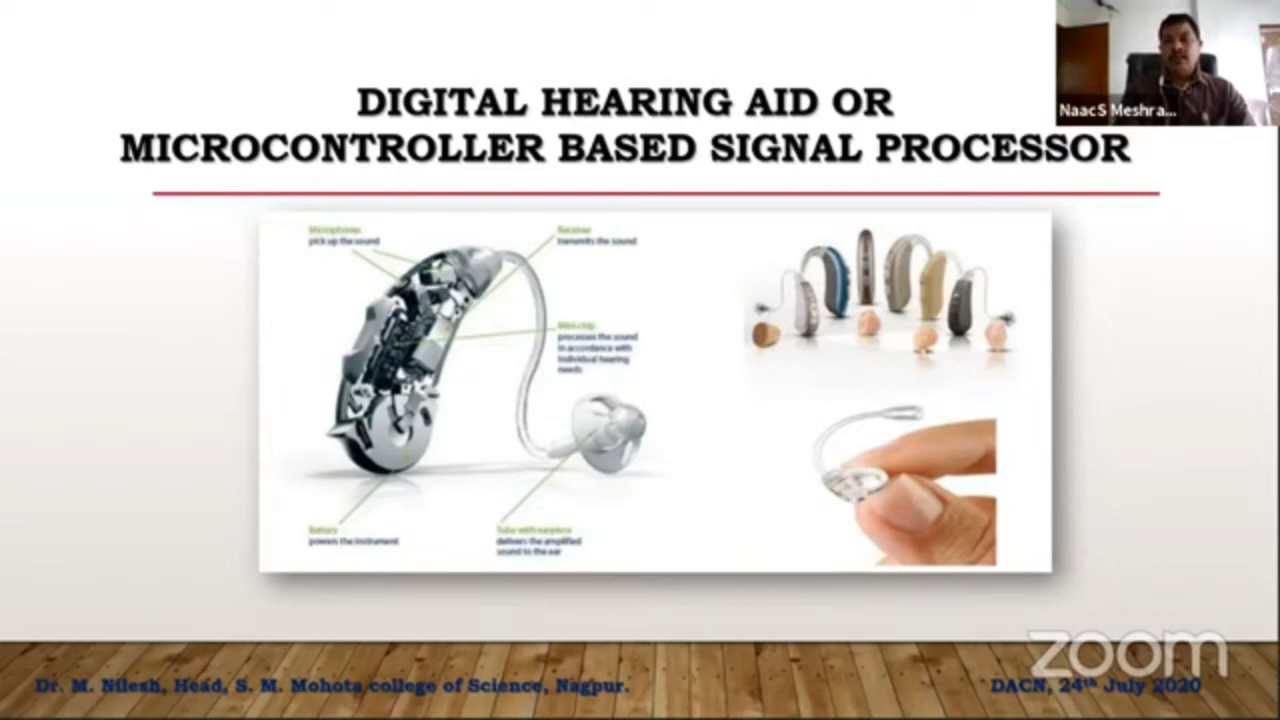 DIGITAL HEARING AID OR
MICROCONTROLLER BASED SIGNAL PROCESSOR
NaacS Meshra...
Microphones
pick up the sound
Receiver
transmits the sound
Mini-chip
processes the sound
in accordance with
individual hearing
needs
Battery
powers the instrument
Tube with earpiece
delivers the amplified
sound to the ear
zoom
Dr. M. Nilesh, Head, S. M. Mohota college of Science, Nagpur.
DACN, 24th July 2020